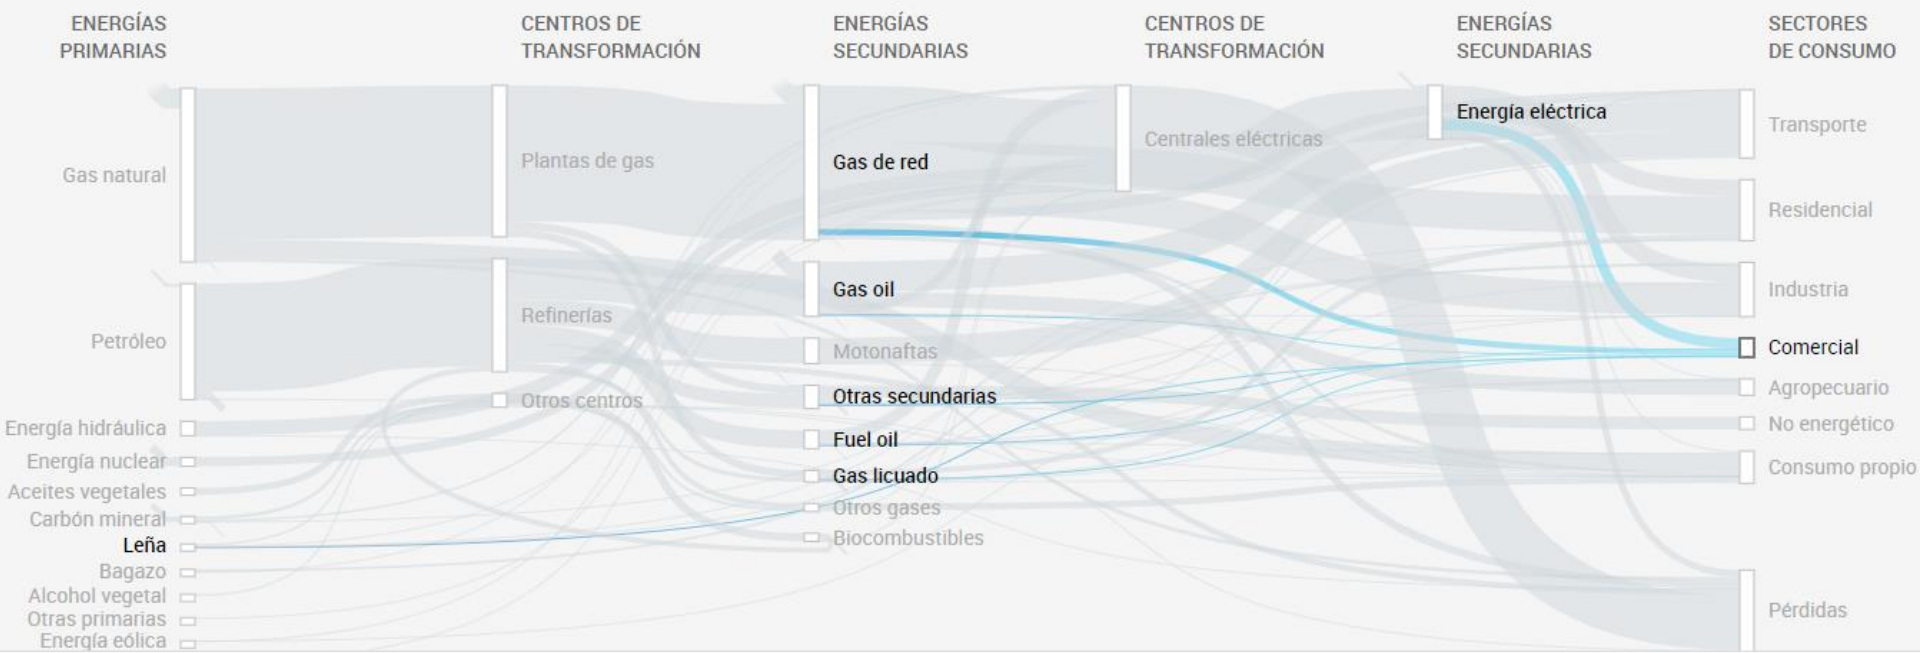 ENERGÍAS
PRIMARIAS
CENTROS DE
TRANSFORMACIÓN
ENERGÍAS
SECUNDARIAS
CENTROS DE
TRANSFORMACIÓN
ENERGÍAS
SECUNDARIAS
SECTORES
DE CONSUMO
Gas natural
Petróleo
Energía hidráulica
Energía nuclear
Aceites vegetales
Carbón mineral
Leña
Bagazo
Alcohol vegetal
Otras primarias
Energía eólica
Plantas de gas
Refinerías
Otros centros
Gas de red
Gas oil
Motonaftas
Otras secundarias
Fuel oil
Gas licuado
Otros gases
Biocombustibles
Centrales eléctricas
Energía eléctrica
Transporte
Residencial
Industria
Comercial
Agropecuario
No energético
Consumo propio
Pérdidas